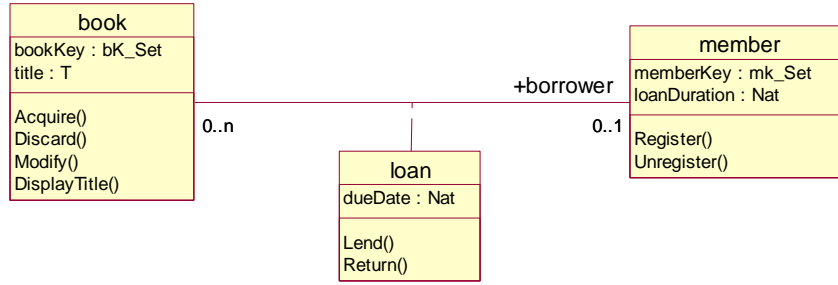 book
bookKey : bK_Set
title : T
Acquire()
Discard()
Modify()
DisplayTitle()
0..n
+borrower
0..1
member
memberKey : mk_Set
loanDuration : Nat
Register()
Unregister()
loan
dueDate : Nat
Lend()
Return()